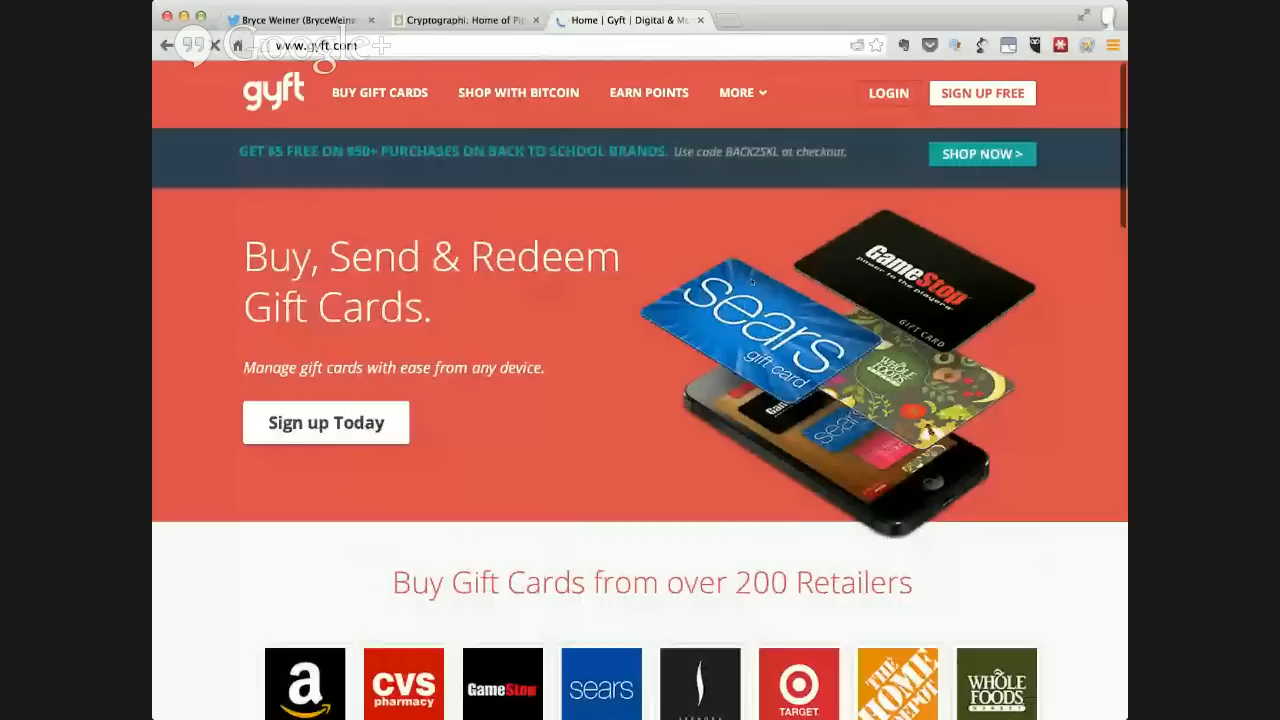 Bryce Weiner (BryceWeine
Cryptographi: Home of Pi
Home | Gyft | Digital & Mo
Google+
www.gyft.com
gyft
BUY GIFT CARDS
SHOP WITH BITCOIN
EARN POINTS
MORE
LOGIN
SIGN UP FREE
GET $5 FREE ON $50+ PURCHASES ON BACK TO SCHOOL BRANDS. Use code at checkout.
SHOP NOW >
Buy, Send & Redeem
Gift Cards.
Manage gift cards with ease from any device.
Sign up Today
GameStop
power to the players
GIFT CARD
sears
gift card
WHOLE
FOODS
Buy Gift Cards from over 200 Retailers
a
CVS
pharmacy
GameStop
sears
SEPHORA
TARGET
THE
HOME
DEPOT
WHOLE
FOODS
MARKET